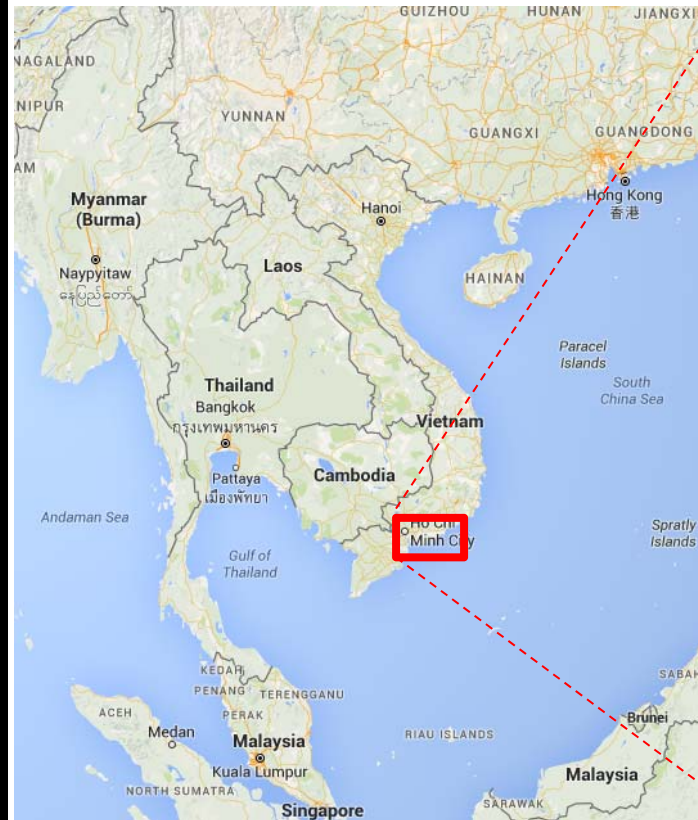 GUIZHOU
HUNAN
JIANGXI
NAGALAND
NIPUR
YUNNAN
GUANGXI
GUANGDONG
AM
Myanmar
(Burma)
Hanoi
Hong Kong
香港
Naypyitaw
နေပြည်တော်
Laos
HAINAN
Paracel
Islands
South
China Sea
Thailand
Bangkok
กรุงเทพมหานคร
Vietnam
Pattaya
เมืองพัทยา
Cambodia
Andaman Sea
Ho Chi
Minh City
Spratly
Islands
Gulf of
Thailand
KEDAH
PENANG
TERENGGANU
SABAH
ACEH
PERAK
Medan
RIAU ISLANDS
Brunei
Malaysia
Kuala Lumpur
Malaysia
NORTH SUMATRA
Singapore
SARAWAK